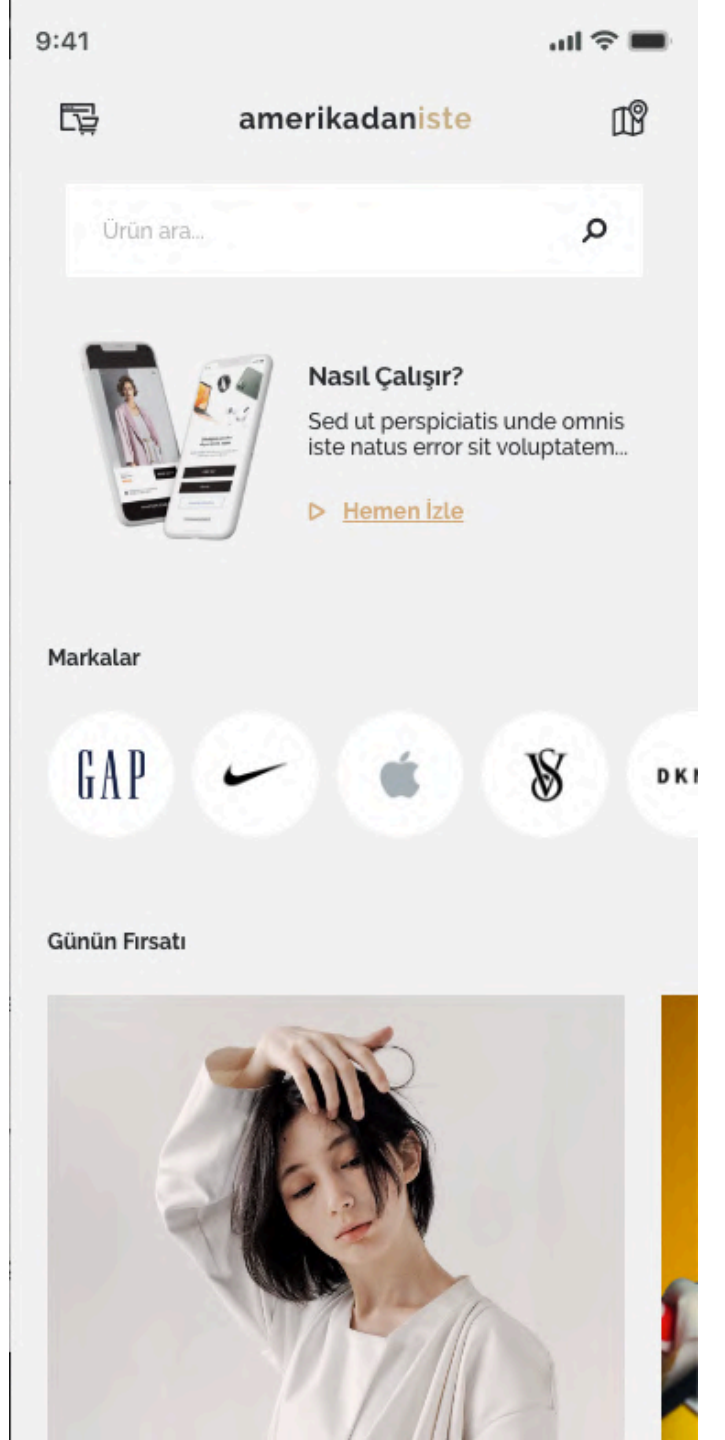 9:41
amerikadaniste
Ürün ara...
Nasıl Çalışır?
Sed ut perspiciatis unde omnis
iste natus error sit voluptatem...
Hemen İzle
Markalar
GAP
VS
Günün Fırsatı